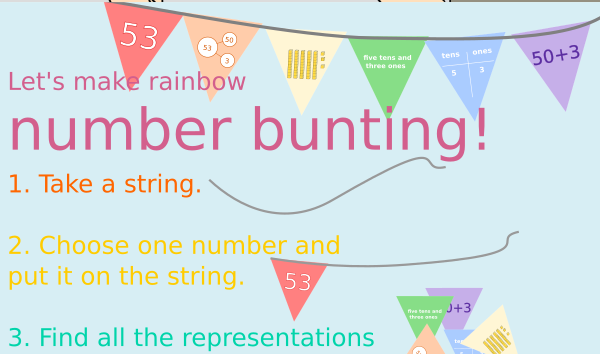 53
53 50
3
five tens and
three ones
tens ones
5 3
50+3
Let's make rainbow
number bunting!
1. Take a string.
2. Choose one number and
put it on the string.
53
3. Find all the representations
five tens and
three ones
0+3